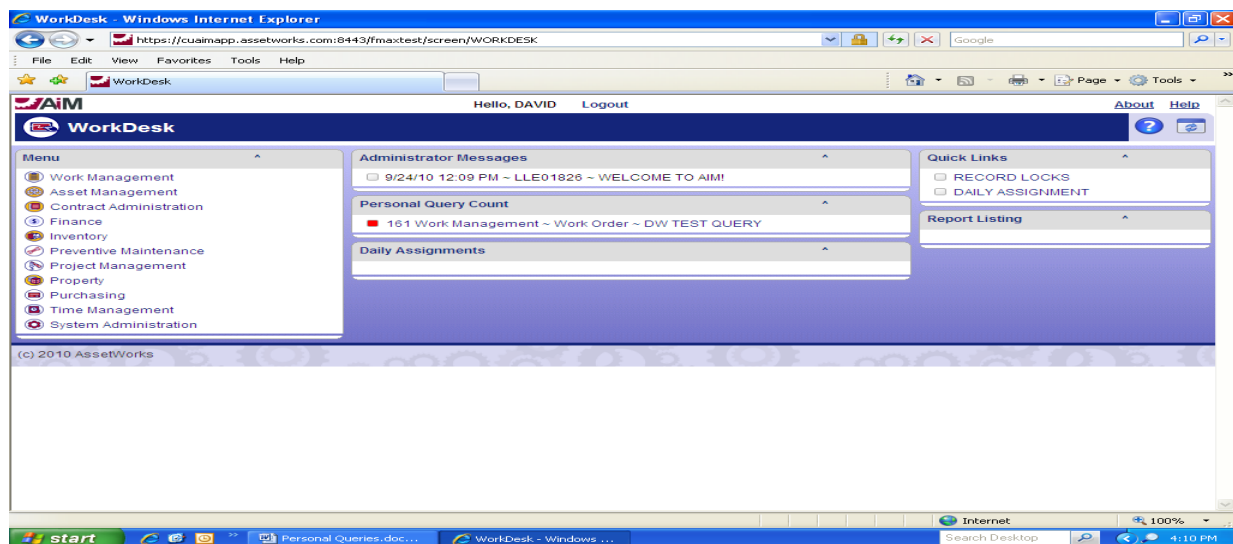 WorkDesk - Windows Internet Explorer
https://cuaimapp.assetworks.com:8443/fmaxtest/screen/WORKDESK
Google
File Edit View Favorites Tools Help
WorkDesk
Page Tools
AiM
Hello, DAVID Logout
About Help
WorkDesk
Menu
Work Management
Asset Management
Contract Administration
Finance
Inventory
Preventive Maintenance
Project Management
Property
Purchasing
Time Management
System Administration
Administrator Messages
9/24/10 12:09 PM ~ LLE01826 ~ WELCOME TO AIM!
Personal Query Count
161 Work Management ~ Work Order ~ DW TEST QUERY
Daily Assignments
Quick Links
RECORD LOCKS
DAILY ASSIGNMENT
Report Listing
(c) 2010 AssetWorks
Internet
100%
start
Personal Queries.doc...
WorkDesk - Windows ...
Search Desktop
4:10 PM